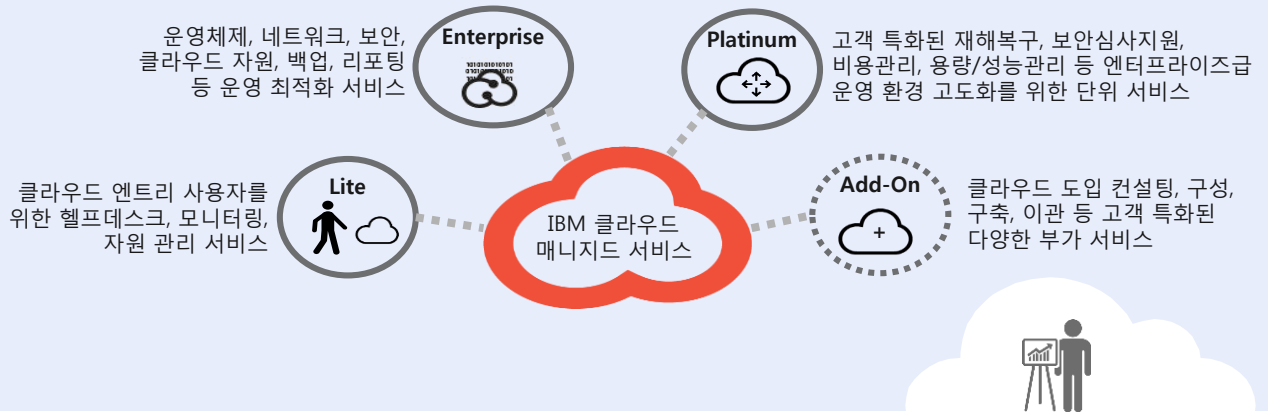 Enterprise
운영체제, 네트워크, 보안,
클라우드 자원, 백업, 리포팅
등 운영 최적화 서비스
Platinum
고객 특화된 재해복구, 보안심사지원,
비용관리, 용량/성능관리 등 엔터프라이즈급
운영 환경 고도화를 위한 단위 서비스
Lite
클라우드 엔트리 사용자를
위한 헬프데스크, 모니터링,
자원 관리 서비스
IBM 클라우드
매니지드 서비스
Add-On
클라우드 도입 컨설팅, 구성,
구축, 이관 등 고객 특화된
다양한 부가 서비스